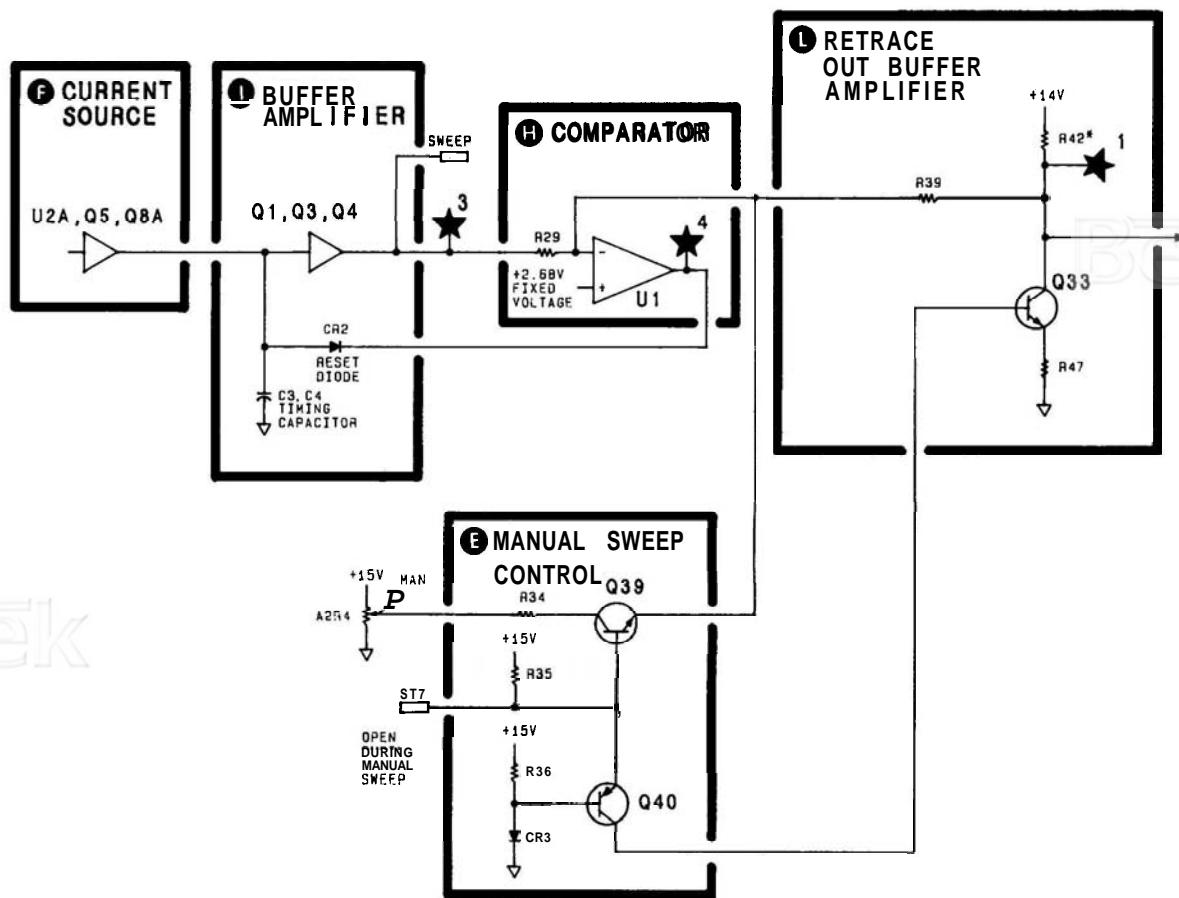 F CURRENT
SOURCE
U2A, Q5, Q8A
I BUFFER
AMPLIFIER
SWEEP
Q1, Q3, Q4
3
CR2
RESET
DIODE
C3, C4
TIMING
CAPACITOR
H COMPARATOR
R29
4
-
+2.68V
FIXED
VOLTAGE
+
U1
L RETRACE
OUT BUFFER
AMPLIFIER
+14V
R42*
1
R39
Q33
R47
E MANUAL SWEEP
CONTROL
+15V
MAN
P
A2R4
R34
Q39
+15V
R35
ST7
OPEN
DURING
MANUAL
SWEEP
+15V
R36
Q40
CR3
Bek
ek